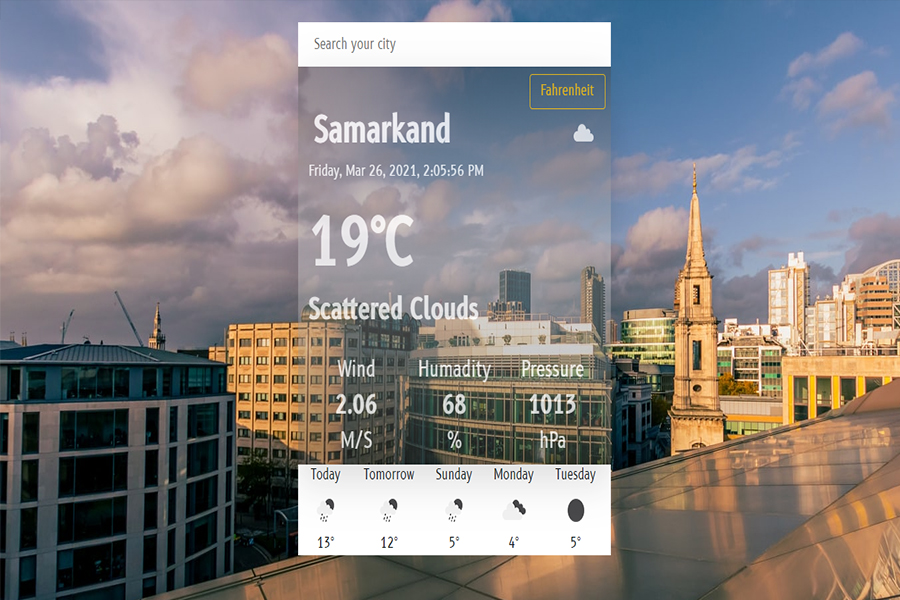 Search your city
Fahrenheit
Samarkand
Friday, Mar 26, 2021, 2:05:56 PM
19°C
Scattered Clouds
Wind Humadity Pressure
2.06 68 1013
M/S % hPa
Today Tomorrow Sunday Monday Tuesday
13° 12° 5° 4° 5°